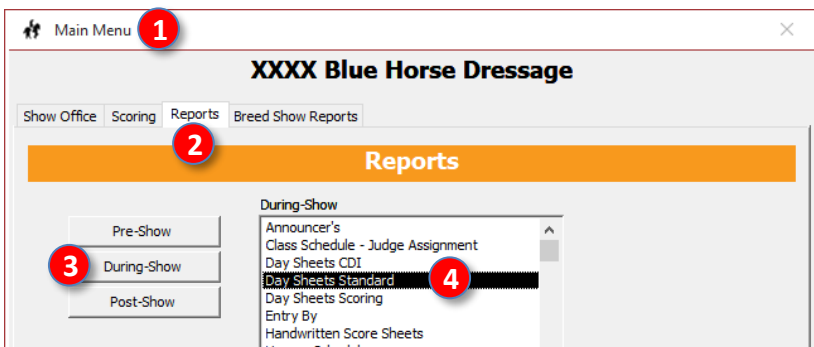 Main Menu 1
XXXX Blue Horse Dressage
Show Office Scoring Reports Breed Show Reports
2
Reports
During-Show
Pre-Show
3 During-Show
Post-Show
Announcer's
Class Schedule - Judge Assignment
Day Sheets CDI
Day Sheets Standard 4
Day Sheets Scoring
Entry By
Handwritten Score Sheets